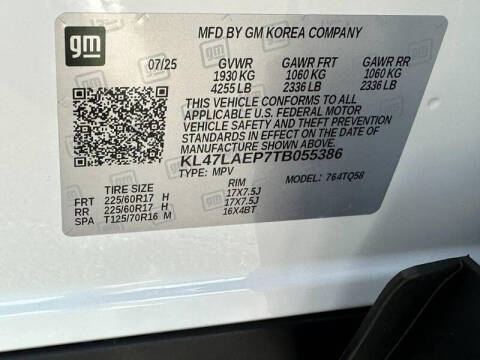 gm
MFD BY GM KOREA COMPANY
07/25 GVWR GAWR FRT GAWR RR
1930 KG 1060 KG 1060 KG
4255 LB 2336 LB 2336 LB
THIS VEHICLE CONFORMS TO ALL
APPLICABLE U.S. FEDERAL MOTOR
VEHICLE SAFETY AND THEFT PREVENTION
STANDARDS IN EFFECT ON THE DATE OF
MANUFACTURE SHOWN ABOVE.
KL47LAEP7TB055386
TYPE: MPV MODEL: 764TQ58
TIRE SIZE RIM
FRT 225/60R17 H 17X7.5J
RR 225/60R17 H 17X7.5J
SPA T125/70R16 M 16X4BT